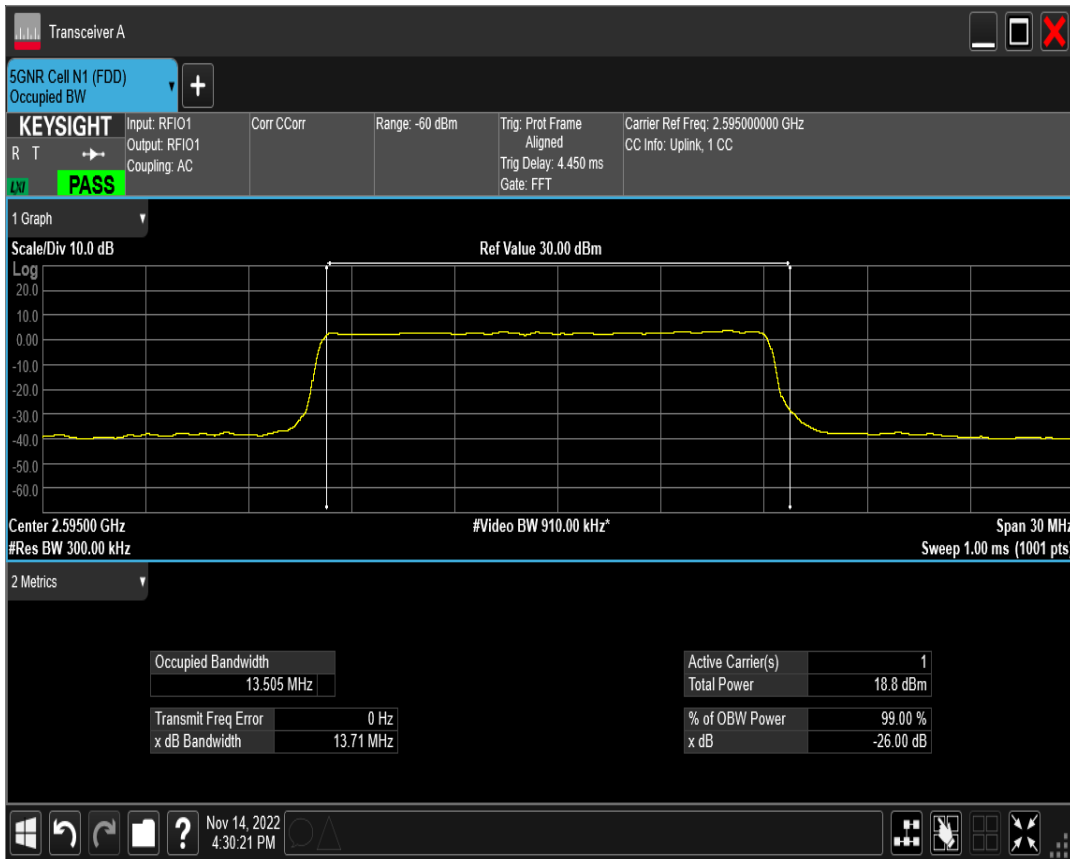 Transceiver A
5GNR Cell N1 (FDD)
Occupied BW
+
KEYSIGHT
R T
LXI
PASS
Input: RFIO1
Output: RFIO1
Coupling: AC
Corr CCorr
Range: -60 dBm
Trig: Prot Frame
Aligned
Trig Delay: 4.450 ms
Gate: FFT
Carrier Ref Freq: 2.595000000 GHz
CC Info: Uplink, 1 CC
1 Graph
Scale/Div 10.0 dB
Ref Value 30.00 dBm
Log
20.0
10.0
0.00
-10.0
-20.0
-30.0
-40.0
-50.0
-60.0
Center 2.59500 GHz
#Video BW 910.00 kHz*
Span 30 MHz
#Res BW 300.00 kHz
Sweep 1.00 ms (1001 pts)
2 Metrics
Occupied Bandwidth
13.505 MHz
Transmit Freq Error 0 Hz
x dB Bandwidth 13.71 MHz
Active Carrier(s) 1
Total Power 18.8 dBm
% of OBW Power 99.00 %
x dB -26.00 dB
?
Nov 14, 2022
4:30:21 PM